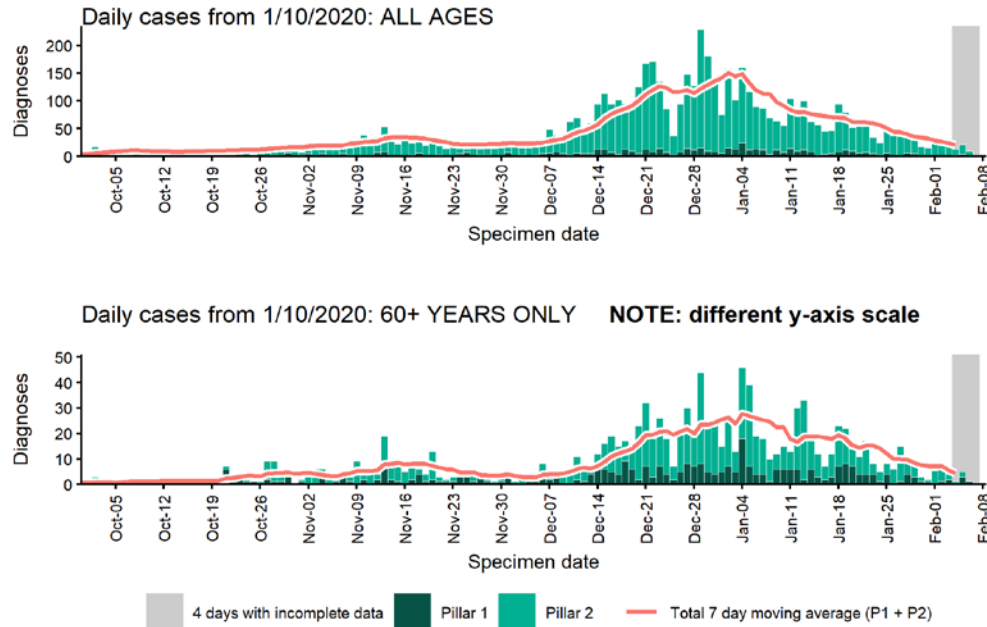 Daily cases from 1/10/2020: ALL AGES
200
150
100
50
0
Diagnoses
Oct-05 Oct-12 Oct-19 Oct-26 Nov-02 Nov-09 Nov-16 Nov-23 Nov-30 Dec-07 Dec-14 Dec-21 Dec-28 Jan-04 Jan-11 Jan-18 Jan-25 Feb-01 Feb-08
Specimen date
Daily cases from 1/10/2020: 60+ YEARS ONLY NOTE: different y-axis scale
50
40
30
20
10
0
Diagnoses
Oct-05 Oct-12 Oct-19 Oct-26 Nov-02 Nov-09 Nov-16 Nov-23 Nov-30 Dec-07 Dec-14 Dec-21 Dec-28 Jan-04 Jan-11 Jan-18 Jan-25 Feb-01 Feb-08
Specimen date
4 days with incomplete data Pillar 1 Pillar 2 Total 7 day moving average (P1 + P2)